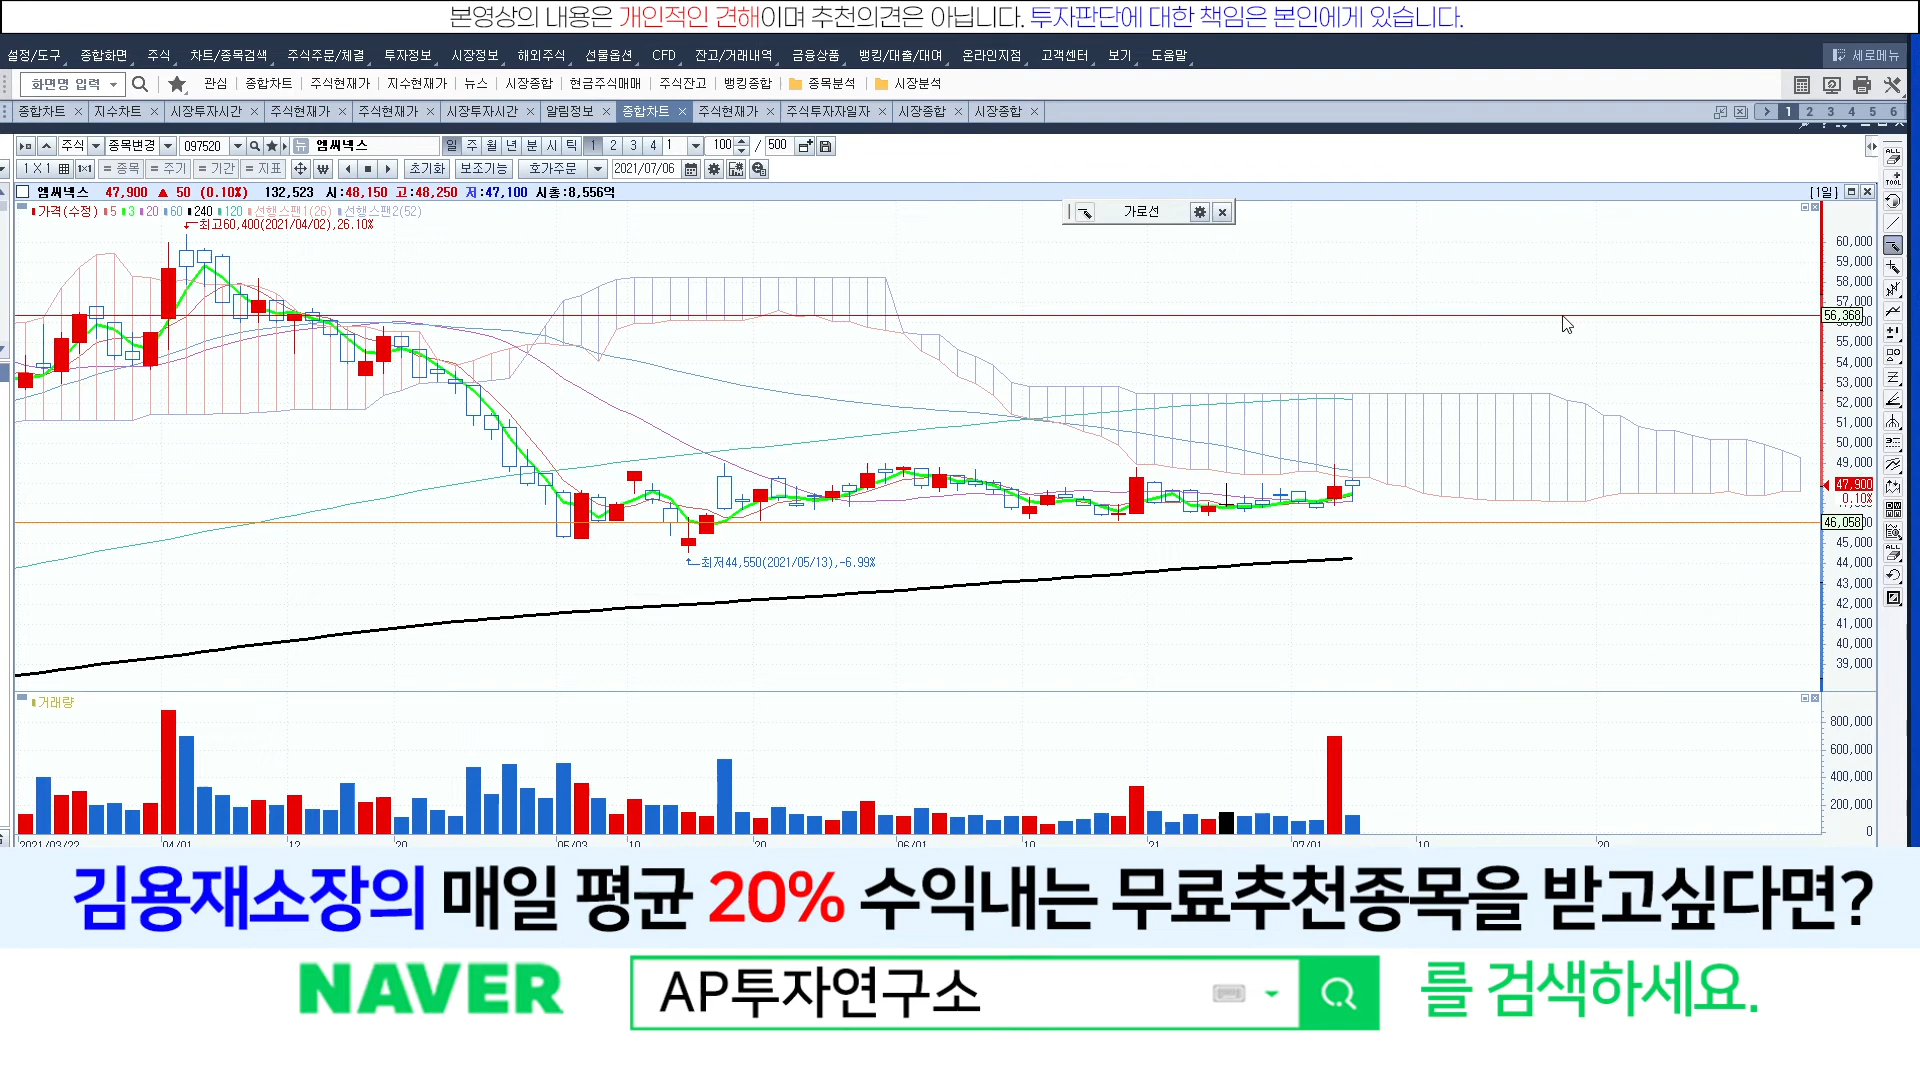 본영상의 내용은 개인적인 견해이며 추천의견은 아닙니다. 투자판단에 대한 책임은 본인에게 있습니다.
설정/도구 종합화면 주식 차트/종목검색 주식주문/체결 투자정보 시장정보 해외주식 선물옵션 CFD 잔고/거래내역 금융상품 뱅킹/대출/대여 온라인지점 고객센터 보기 도움말 세로메뉴
화면명 입력 관심 종합차트 주식현재가 지수현재가 뉴스 시장종합 현금주식매매 주식잔고 뱅킹종합 종목분석 시장분석
종합차트 지수차트 시장투자시간 주식현재가 주식현재가 시장투자시간 알림정보 종합차트 주식현재가 주식투자자일자 시장종합 시장종합 1 2 3 4 5 6
주식 종목변경 097520 뉴 엠씨넥스 일 주 월 년 분 시 틱 1 2 3 4 1 100 / 500
1 X 1 = 종목 = 주기 = 기간 = 지표 ₩ 초기화 보조기능 호가주문 2021/07/06
엠씨넥스 47,900 ▲ 50 (0.10%) 132,523 시:48,150 고:48,250 저:47,100 시총:8,556억 [1일]
가격(수정) 5 3 20 60 240 120 선행스팬1(26) 선행스팬2(52)
가로선
최고60,400(2021/04/02),26.10%
60,000
59,000
58,000
57,000
56,368
55,000
54,000
53,000
52,000
51,000
50,000
49,000
47,900
0.10%
46,058
45,000
최저44,550(2021/05/13),-6.99%
44,000
43,000
42,000
41,000
40,000
39,000
거래량
800,000
600,000
400,000
200,000
0
2021/03/22 04/01 12 20 05/03 10 20 06/01 10 21 07/01 10 20
김용재소장의 매일 평균 20% 수익내는 무료추천종목을 받고싶다면?
NAVER AP투자연구소 를 검색하세요.